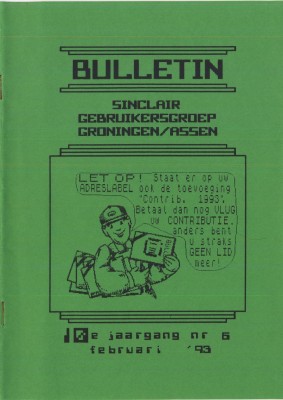 BULLETIN
SINCLAIR
GEBRUIKERSGROEP
GRONINGEN/ASSEN
LET OP! Staat er op uw
ADRESLABEL ook de toevoeging
"Contrib. 1993".
Betaal dan nog VLUG
uw CONTRIBUTIE,
anders bent
u straks
GEEN LID
meer!
10e jaargang nr 6
februari '93